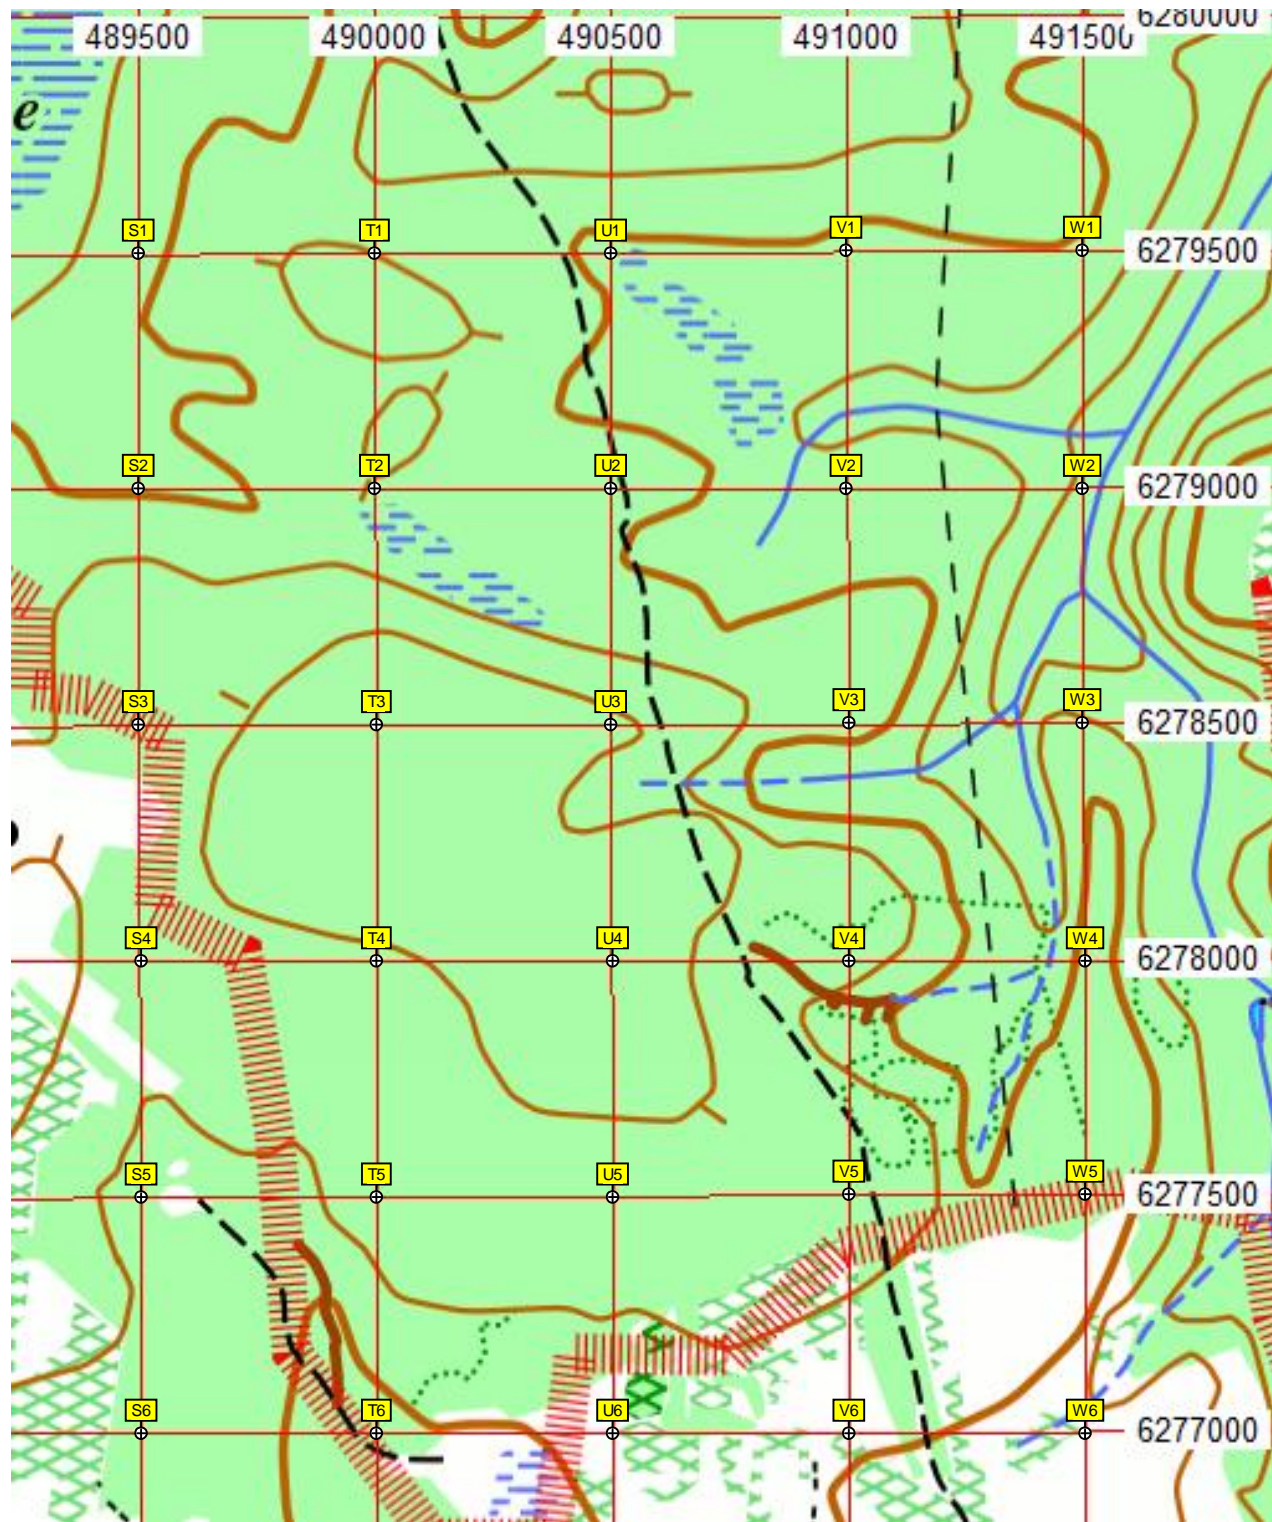 6280000
489500 490000 490500 491000 491500
e
S1 T1 U1 V1 W1
6279500
S2 T2 U2 V2 W2
6279000
S3 T3 U3 V3 W3
6278500
S4 T4 U4 V4 W4
6278000
S5 T5 U5 V5 W5
6277500
S6 T6 U6 V6 W6
6277000